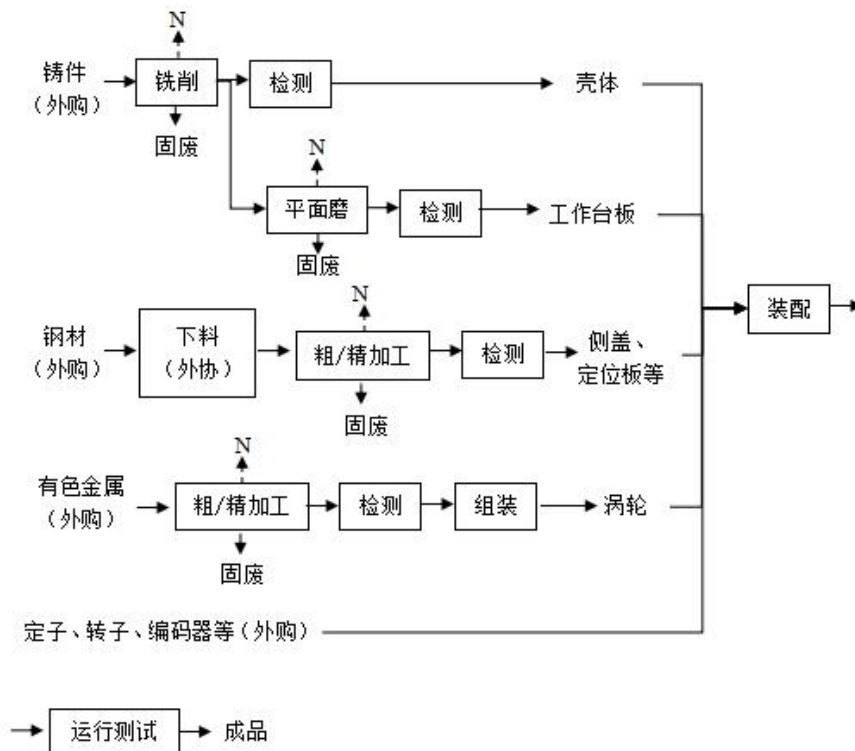 N
铸件
（外购）
铣削
检测
壳体
固废
N
平面磨
检测
工作台板
固废
N
钢材
（外购）
下料
（外协）
粗/精加工
检测
侧盖、
定位板等
装配
固废
N
有色金属
（外购）
粗/精加工
检测
组装
涡轮
固废
定子、转子、编码器等（外购）
运行测试
成品